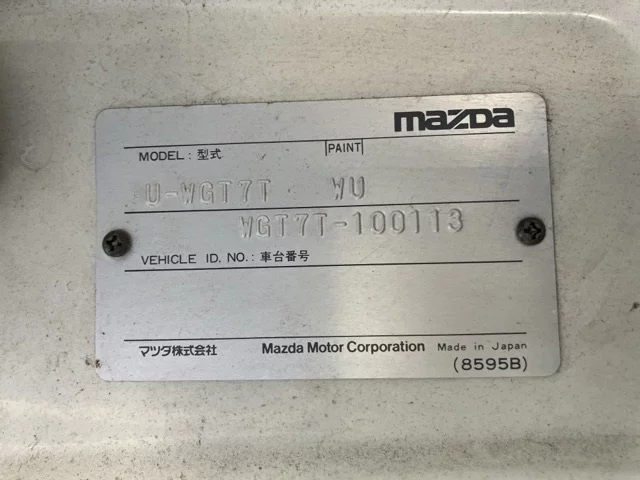 mazda
MODEL : 型式 PAINT
U-WGT7T WU
WGT7T-100113
VEHICLE ID. NO. : 車台番号
マツダ株式会社 Mazda Motor Corporation Made in Japan
(8595B)